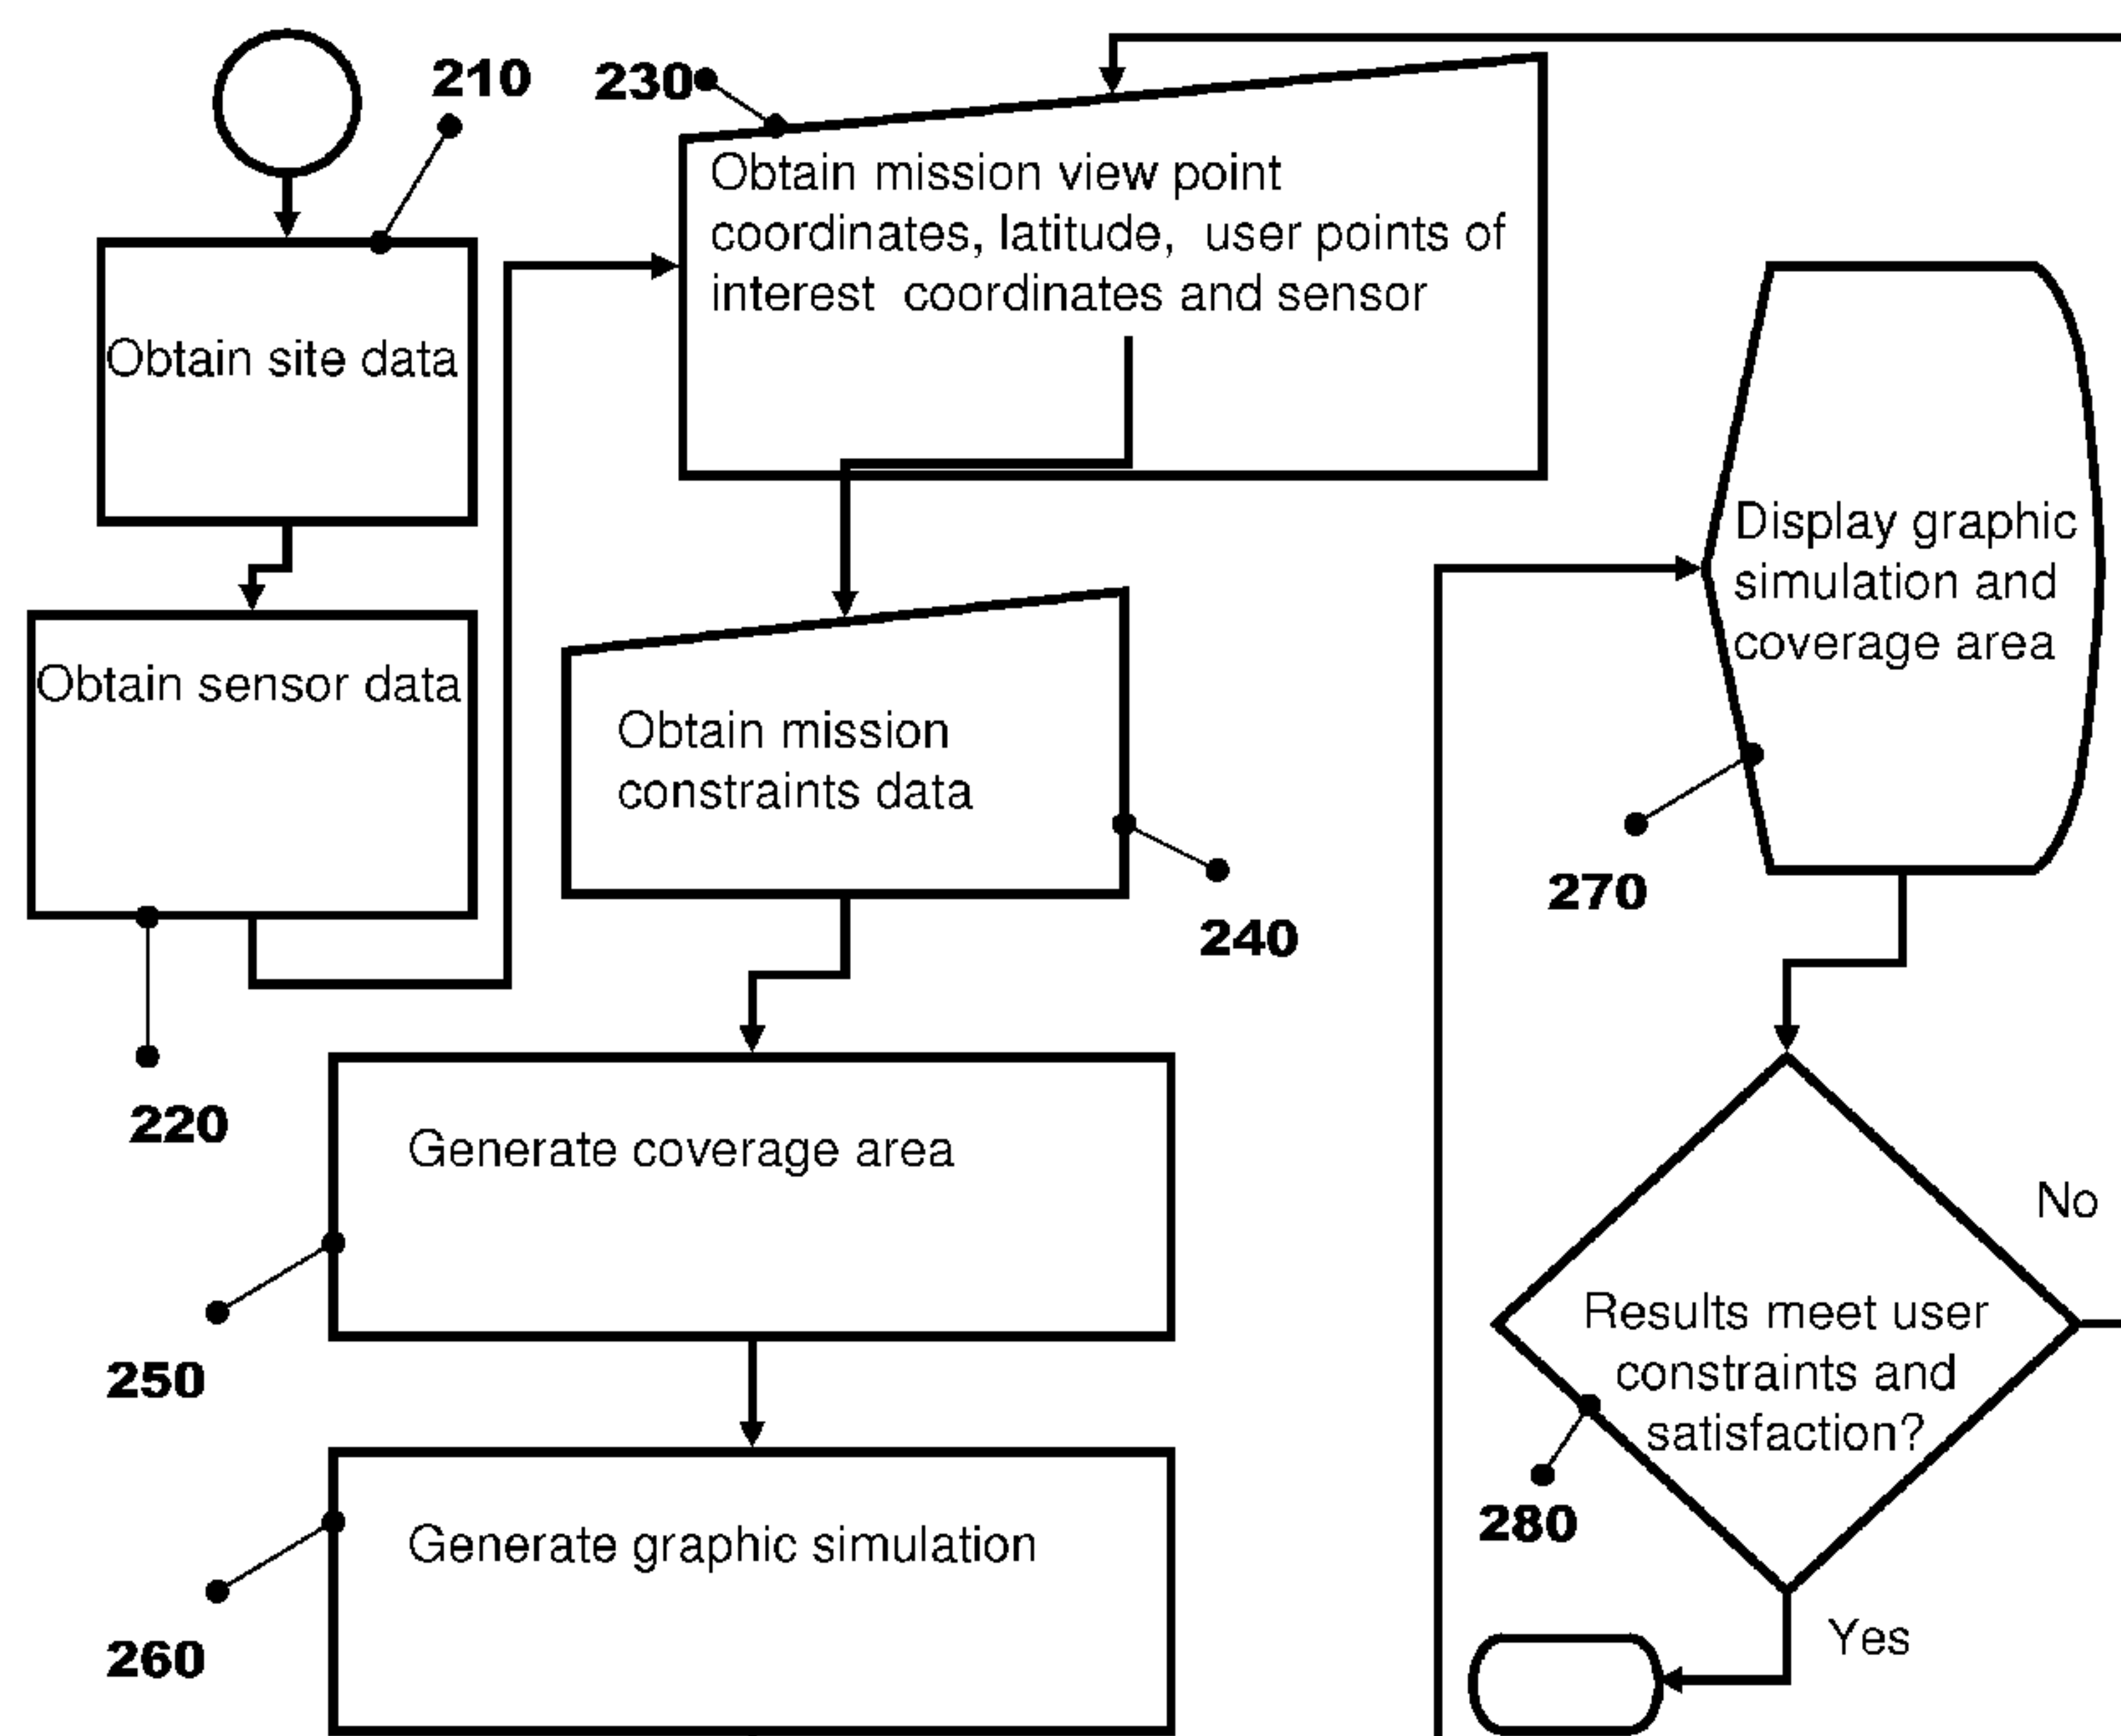 210
Obtain site data
Obtain sensor data
220
230
Obtain mission view point
coordinates, latitude, user points of
interest coordinates and sensor
Obtain mission
constraints data
240
Generate coverage area
250
Generate graphic simulation
260
Display graphic
simulation and
coverage area
270
No
Results meet user
constraints and
satisfaction?
280
Yes